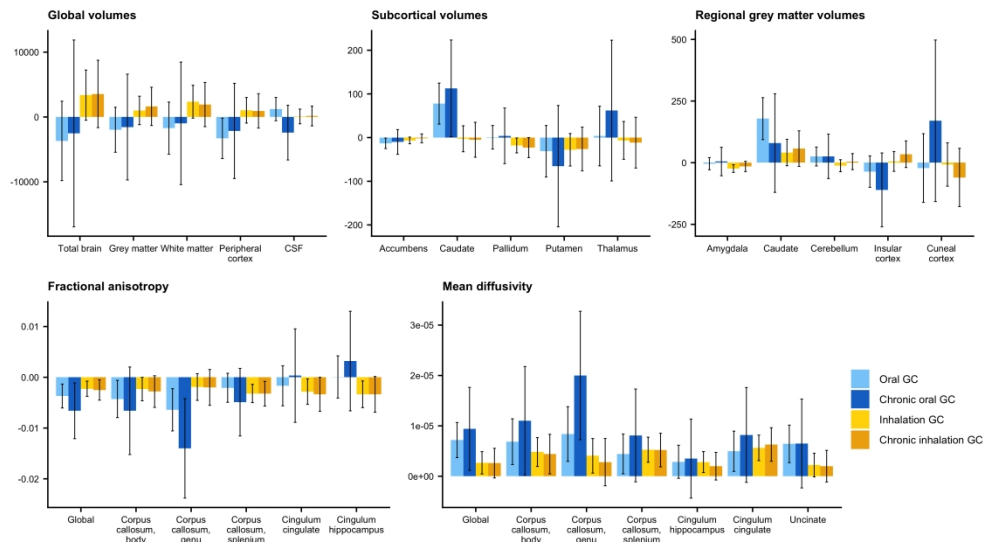 Global volumes
10000
0
-10000
Total brain
Grey matter
White matter
Peripheral
cortex
CSF
Subcortical volumes
200
100
0
-100
-200
Accumbens
Caudate
Pallidum
Putamen
Thalamus
Regional grey matter volumes
500
250
0
-250
Amygdala
Caudate
Cerebellum
Insular
cortex
Cuneal
cortex
Fractional anisotropy
0.01
0.00
-0.01
-0.02
Global
Corpus
callosum,
body
Corpus
callosum,
genu
Corpus
callosum,
splenium
Cingulum
cingulate
Cingulum
hippocampus
Mean diffusivity
3e-05
2e-05
1e-05
0e+00
Global
Corpus
callosum,
body
Corpus
callosum,
genu
Corpus
callosum,
splenium
Cingulum
hippocampus
Cingulum
cingulate
Uncinate
Oral GC
Chronic oral GC
Inhalation GC
Chronic inhalation GC